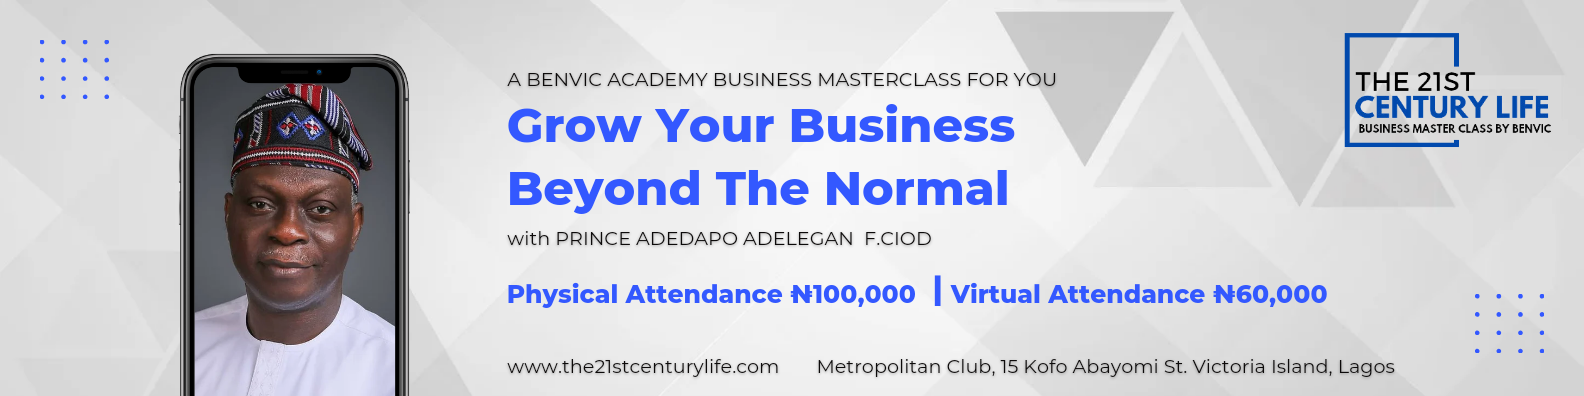 A BENVIC ACADEMY BUSINESS MASTERCLASS FOR YOU
Grow Your Business
Beyond The Normal
with PRINCE ADEDAPO ADELEGAN F.CIOD
Physical Attendance ₦100,000 | Virtual Attendance ₦60,000
www.the21stcenturylife.com Metropolitan Club, 15 Kofo Abayomi St. Victoria Island, Lagos
THE 21ST
CENTURY LIFE
BUSINESS MASTER CLASS BY BENVIC